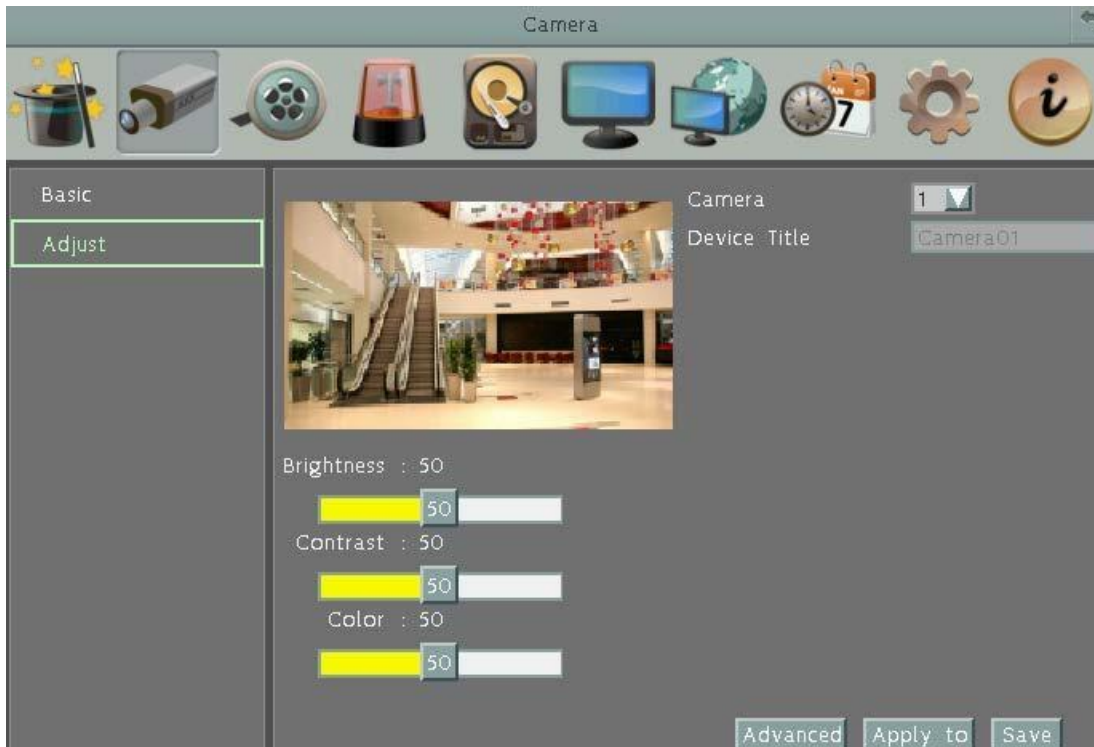 Camera
7
Basic
Adjust
Camera 1
Device Title Camera01
Brightness : 50
50
Contrast : 50
50
Color : 50
50
Advanced Apply to Save